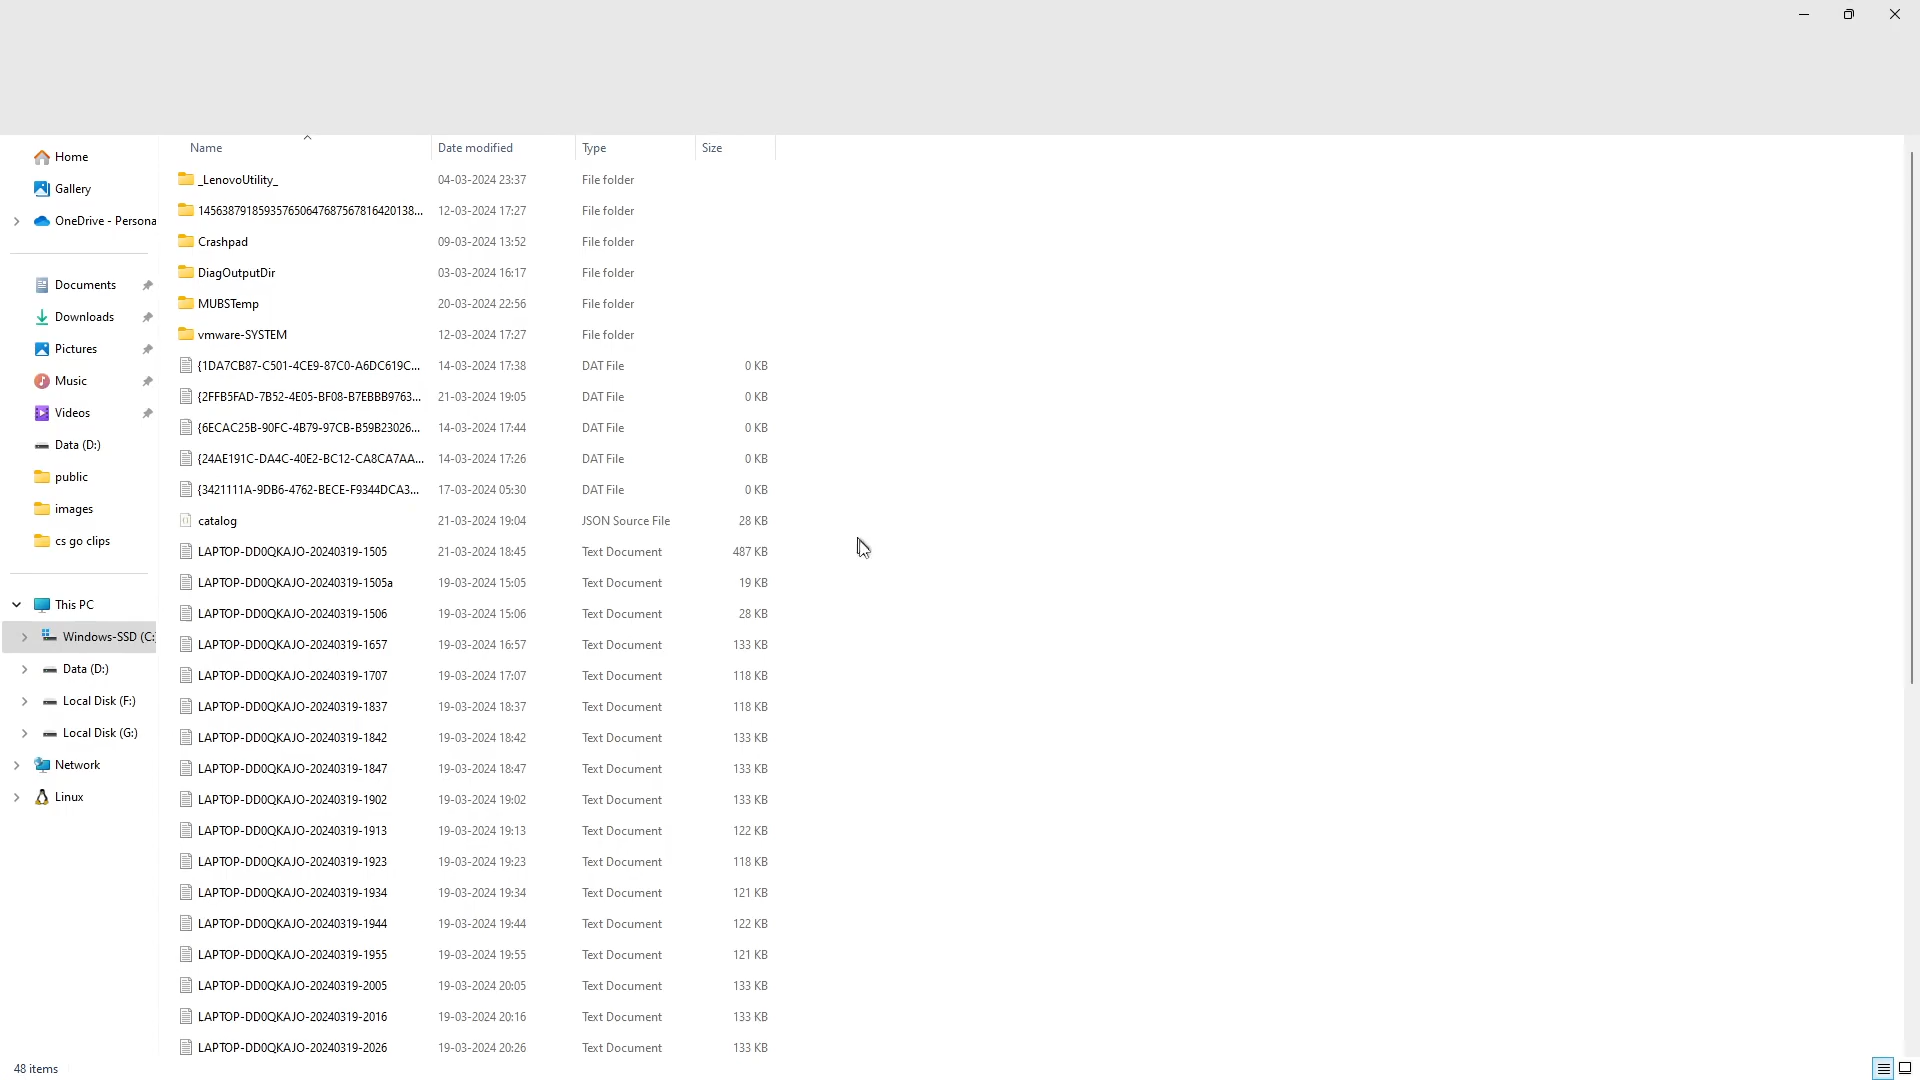 Home
Gallery
OneDrive - Persona
Documents
Downloads
Pictures
Music
Videos
Data (D:)
public
images
cs go clips
This PC
Windows-SSD (C:
Data (D:)
Local Disk (F:)
Local Disk (G:)
Network
Linux
Name Date modified Type Size
_LenovoUtility_ 04-03-2024 23:37 File folder
145638791859357650647687567816420138... 12-03-2024 17:27 File folder
Crashpad 09-03-2024 13:52 File folder
DiagOutputDir 03-03-2024 16:17 File folder
MUBSTemp 20-03-2024 22:56 File folder
vmware-SYSTEM 12-03-2024 17:27 File folder
{1DA7CB87-C501-4CE9-87C0-A6DC619C... 14-03-2024 17:38 DAT File 0 KB
{2FFB5FAD-7B52-4E05-BF08-B7EBBB9763... 21-03-2024 19:05 DAT File 0 KB
{6ECAC25B-90FC-4B79-97CB-B59B23026... 14-03-2024 17:44 DAT File 0 KB
{24AE191C-DA4C-40E2-BC12-CA8CA7AA... 14-03-2024 17:26 DAT File 0 KB
{3421111A-9DB6-4762-BECE-F9344DCA3... 17-03-2024 05:30 DAT File 0 KB
catalog 21-03-2024 19:04 JSON Source File 28 KB
LAPTOP-DD0QKAJO-20240319-1505 21-03-2024 18:45 Text Document 487 KB
LAPTOP-DD0QKAJO-20240319-1505a 19-03-2024 15:05 Text Document 19 KB
LAPTOP-DD0QKAJO-20240319-1506 19-03-2024 15:06 Text Document 28 KB
LAPTOP-DD0QKAJO-20240319-1657 19-03-2024 16:57 Text Document 133 KB
LAPTOP-DD0QKAJO-20240319-1707 19-03-2024 17:07 Text Document 118 KB
LAPTOP-DD0QKAJO-20240319-1837 19-03-2024 18:37 Text Document 118 KB
LAPTOP-DD0QKAJO-20240319-1842 19-03-2024 18:42 Text Document 133 KB
LAPTOP-DD0QKAJO-20240319-1847 19-03-2024 18:47 Text Document 133 KB
LAPTOP-DD0QKAJO-20240319-1902 19-03-2024 19:02 Text Document 133 KB
LAPTOP-DD0QKAJO-20240319-1913 19-03-2024 19:13 Text Document 122 KB
LAPTOP-DD0QKAJO-20240319-1923 19-03-2024 19:23 Text Document 118 KB
LAPTOP-DD0QKAJO-20240319-1934 19-03-2024 19:34 Text Document 121 KB
LAPTOP-DD0QKAJO-20240319-1944 19-03-2024 19:44 Text Document 122 KB
LAPTOP-DD0QKAJO-20240319-1955 19-03-2024 19:55 Text Document 121 KB
LAPTOP-DD0QKAJO-20240319-2005 19-03-2024 20:05 Text Document 133 KB
LAPTOP-DD0QKAJO-20240319-2016 19-03-2024 20:16 Text Document 133 KB
LAPTOP-DD0QKAJO-20240319-2026 19-03-2024 20:26 Text Document 133 KB
48 items